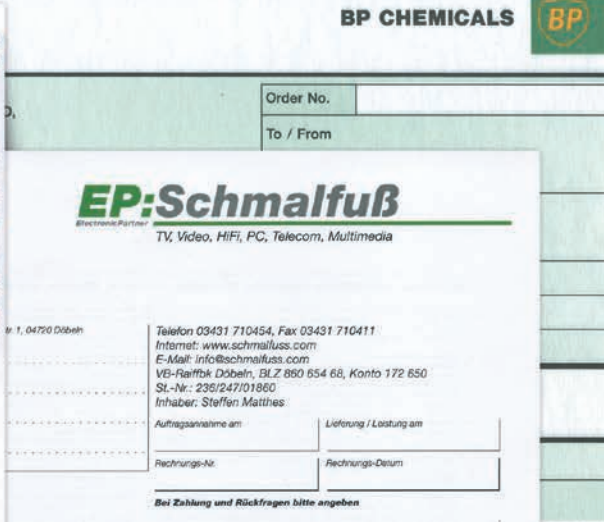 BP CHEMICALS
BP
D,
Order No.
To / From
EP:Schmalfuß
ElectronicPartner
TV, Video, HiFi, PC, Telecom, Multimedia
tr. 1, 04720 Döbeln
Telefon 03431 710454, Fax 03431 710411
Internet: www.schmalfuss.com
E-Mail: info@schmalfuss.com
VB-Raiffbk Döbeln, BLZ 860 654 68, Konto 172 650
St.-Nr.: 236/247/01860
Inhaber: Steffen Matthes
Auftragsannahme am
Lieferung / Leistung am
Rechnungs-Nr.
Rechnungs-Datum
Bei Zahlung und Rückfragen bitte angeben